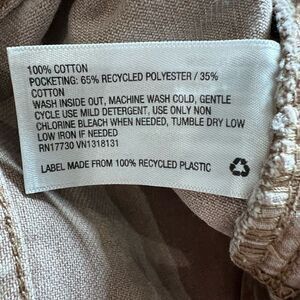 100% COTTON
POCKETING: 65% RECYCLED POLYESTER / 35%
COTTON
WASH INSIDE OUT, MACHINE WASH COLD, GENTLE
CYCLE USE MILD DETERGENT, USE ONLY NON
CHLORINE BLEACH WHEN NEEDED, TUMBLE DRY LOW
LOW IRON IF NEEDED
RN17730 VN1318131
LABEL MADE FROM 100% RECYCLED PLASTIC